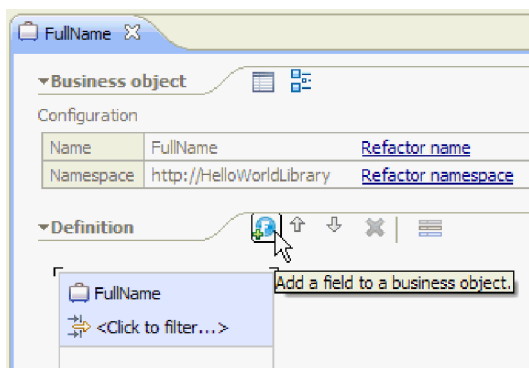 FullName
Business object
Configuration
Name FullName Refactor name
Namespace http://HelloWorldLibrary Refactor namespace
Definition
Add a field to a business object.
FullName
<Click to filter...>